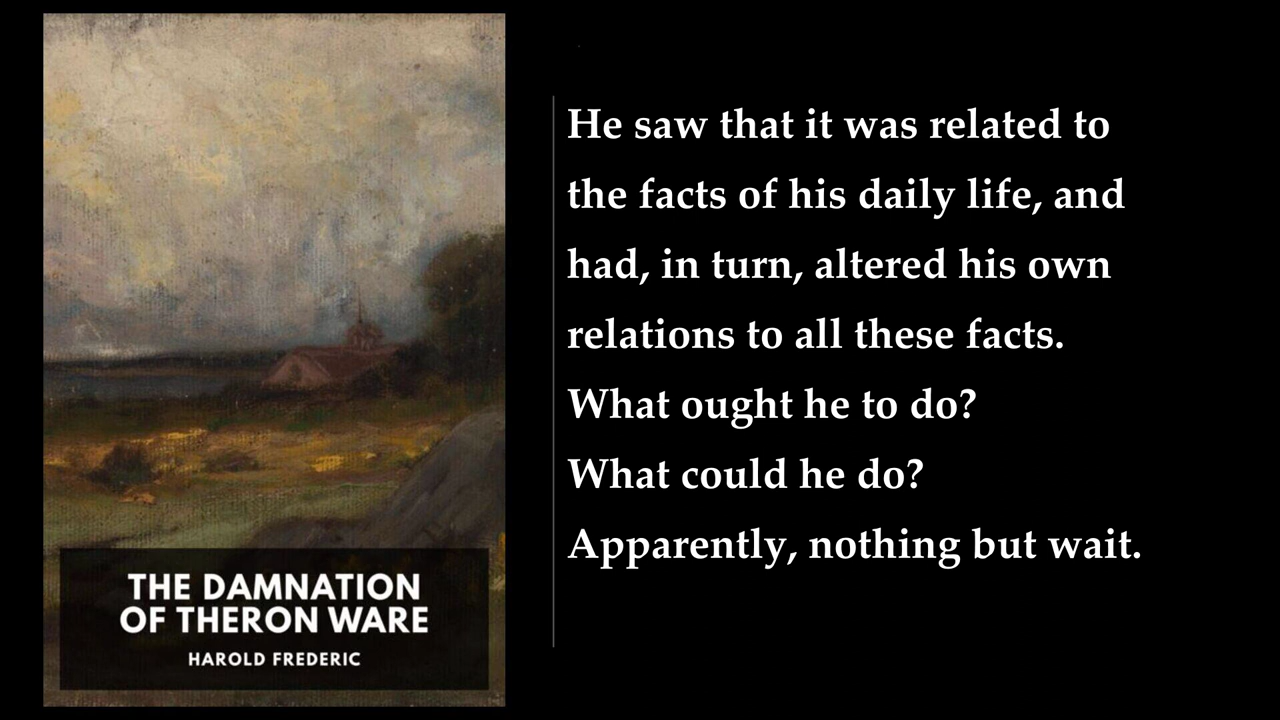 THE DAMNATION
OF THERON WARE
HAROLD FREDERIC
He saw that it was related to
the facts of his daily life, and
had, in turn, altered his own
relations to all these facts.
What ought he to do?
What could he do?
Apparently, nothing but wait.